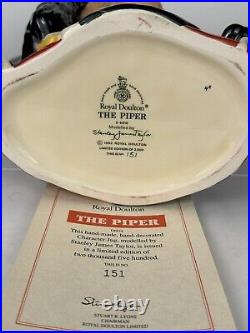 Royal Doulton
THE PIPER
D 6918
Modelled by
Stanley James Taylor
© 1992 ROYAL DOULTON
LIMITED EDITION OF 2,500
THIS IS Nº 151
Royal Doulton
THE PIPER
D6918
This hand-made, hand decorated
Character Jug, modelled by
Stanley James Taylor, is issued
in a limited edition of
two thousand five hundred.
THIS IS NO
151
STUART R. LYONS
CHAIRMAN
ROYAL DOULTON LIMITED